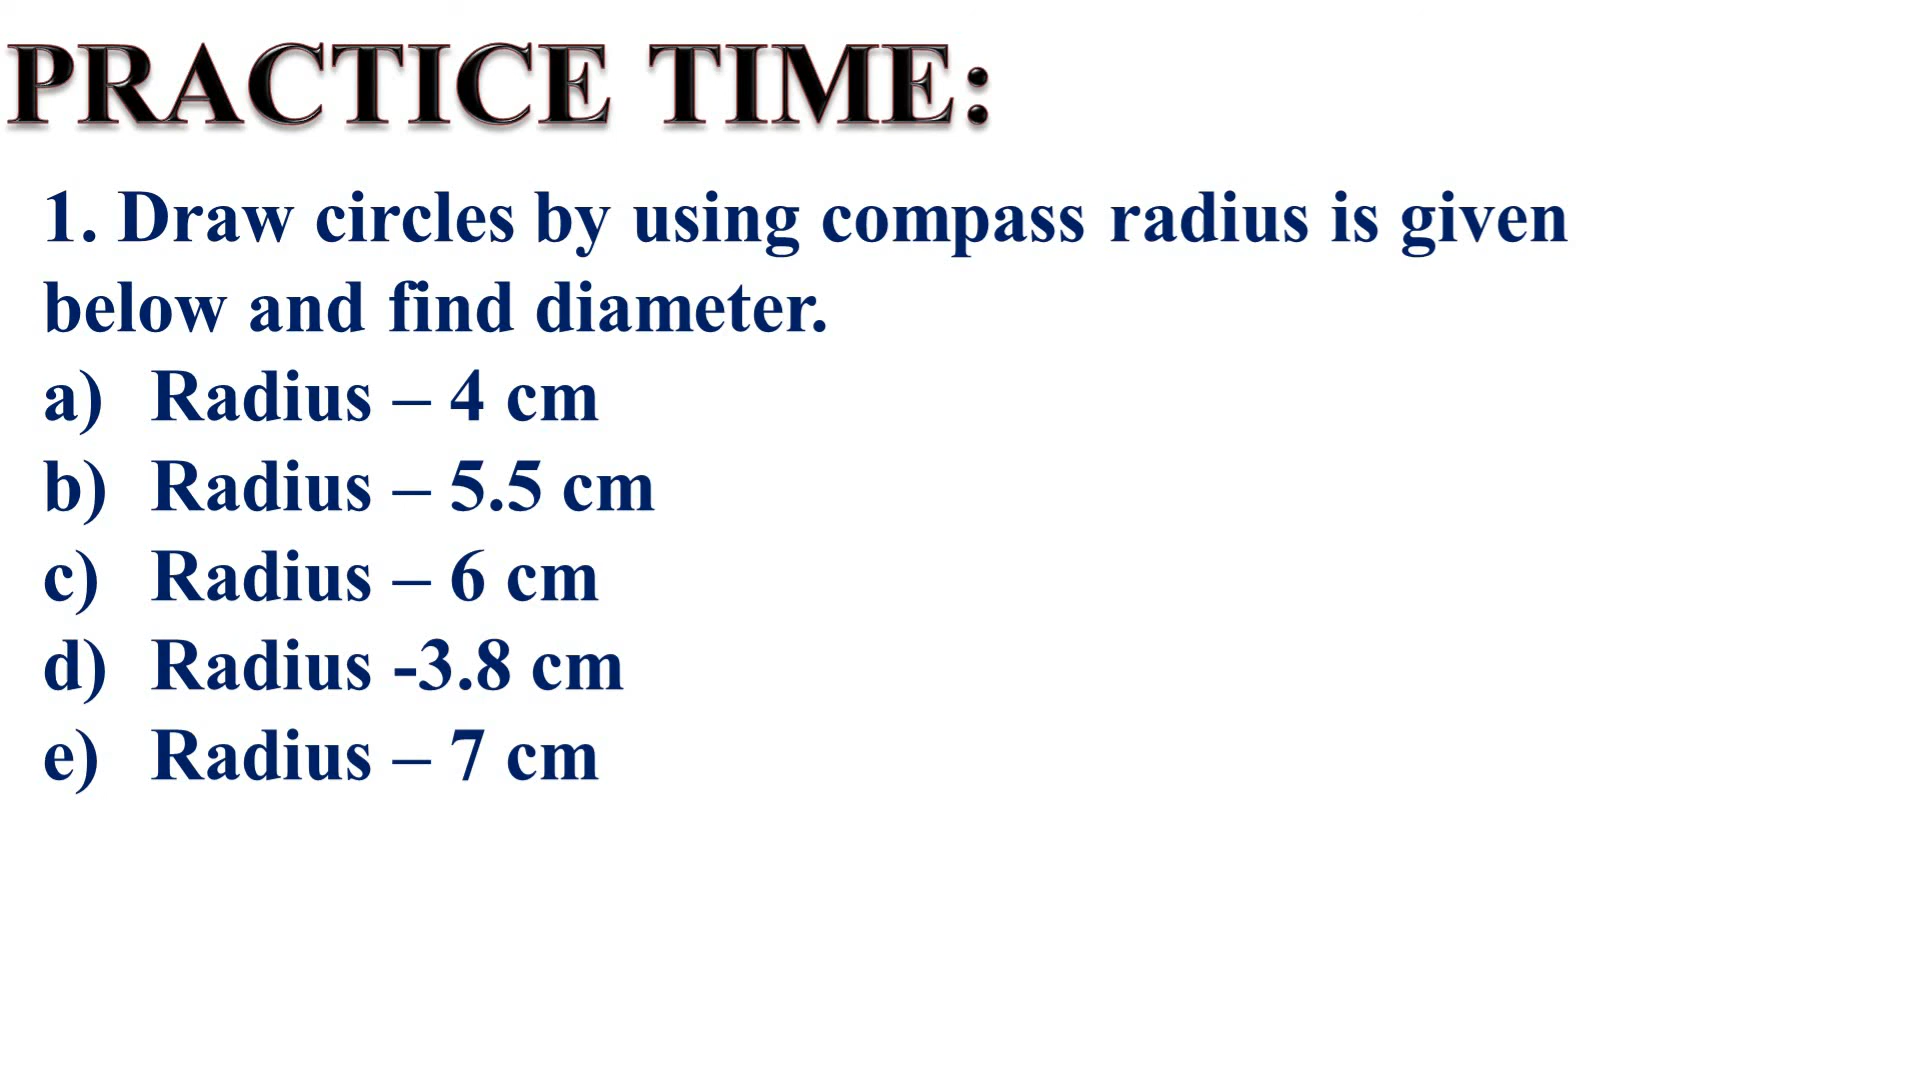 PRACTICE TIME:
1. Draw circles by using compass radius is given
below and find diameter.
a) Radius – 4 cm
b) Radius – 5.5 cm
c) Radius – 6 cm
d) Radius -3.8 cm
e) Radius – 7 cm